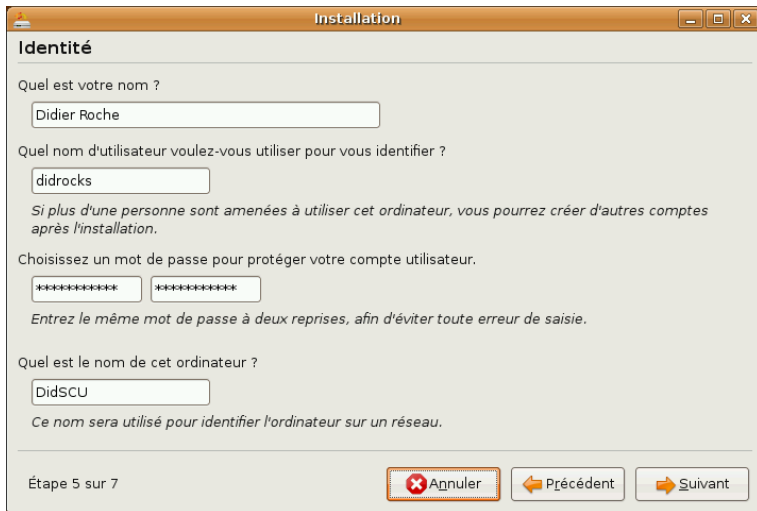 Installation
Identité
Quel est votre nom ?
Didier Roche
Quel nom d'utilisateur voulez-vous utiliser pour vous identifier ?
didrocks
Si plus d'une personne sont amenées à utiliser cet ordinateur, vous pourrez créer d'autres comptes
après l'installation.
Choisissez un mot de passe pour protéger votre compte utilisateur.
*********** ***********
Entrez le même mot de passe à deux reprises, afin d'éviter toute erreur de saisie.
Quel est le nom de cet ordinateur ?
DidSCU
Ce nom sera utilisé pour identifier l'ordinateur sur un réseau.
Étape 5 sur 7 Annuler Précédent Suivant